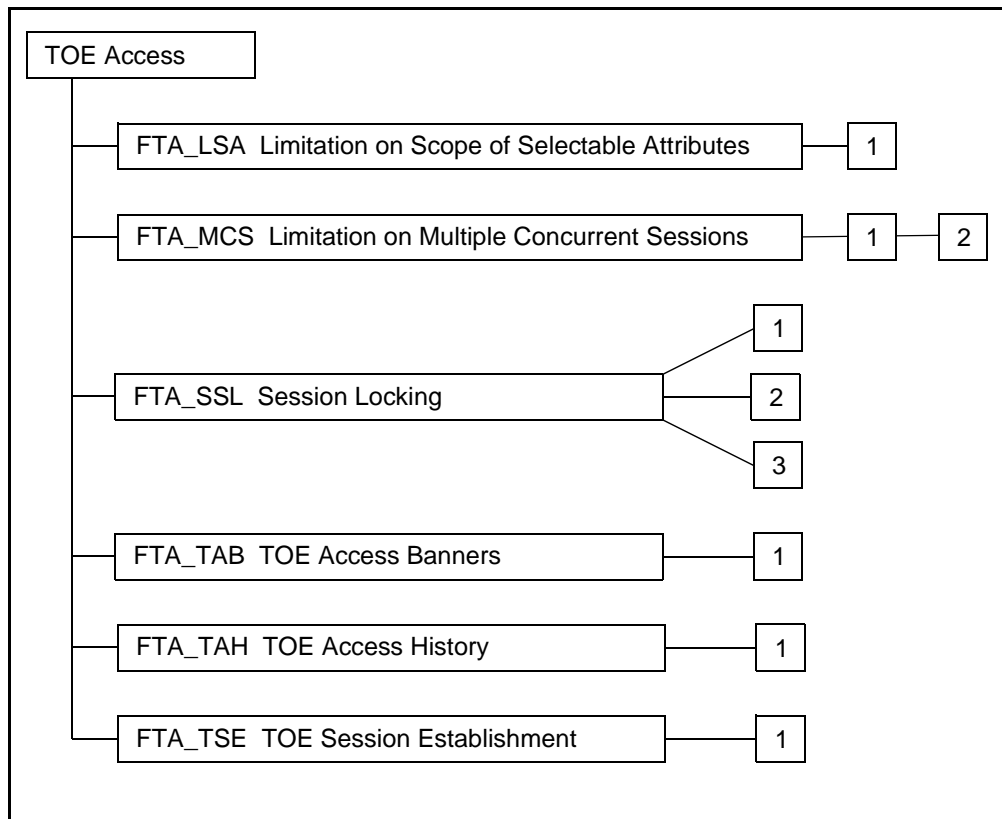 TOE Access
FTA_LSA Limitation on Scope of Selectable Attributes 1
FTA_MCS Limitation on Multiple Concurrent Sessions 1 2
1
FTA_SSL Session Locking 2
3
FTA_TAB TOE Access Banners 1
FTA_TAH TOE Access History 1
FTA_TSE TOE Session Establishment 1